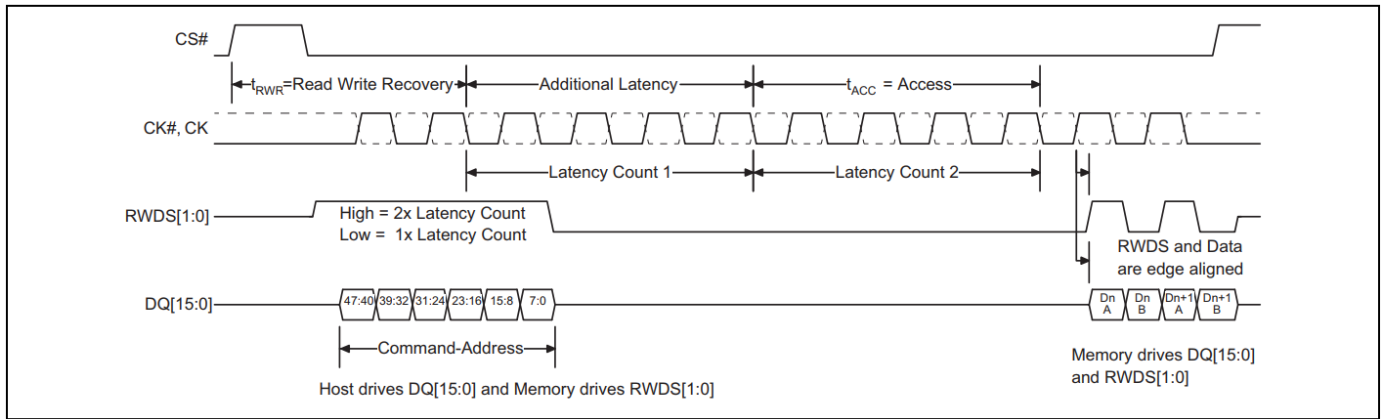 CS#
tRWR=Read Write Recovery
Additional Latency
tACC = Access
CK#, CK
Latency Count 1
Latency Count 2
RWDS[1:0]
High = 2x Latency Count
Low = 1x Latency Count
RWDS and Data
are edge aligned
DQ[15:0]
47:40 39:32 31:24 23:16 15:8 7:0
Dn A
Dn B
Dn+1 A
Dn+1 B
Command-Address
Memory drives DQ[15:0]
and RWDS[1:0]
Host drives DQ[15:0] and Memory drives RWDS[1:0]